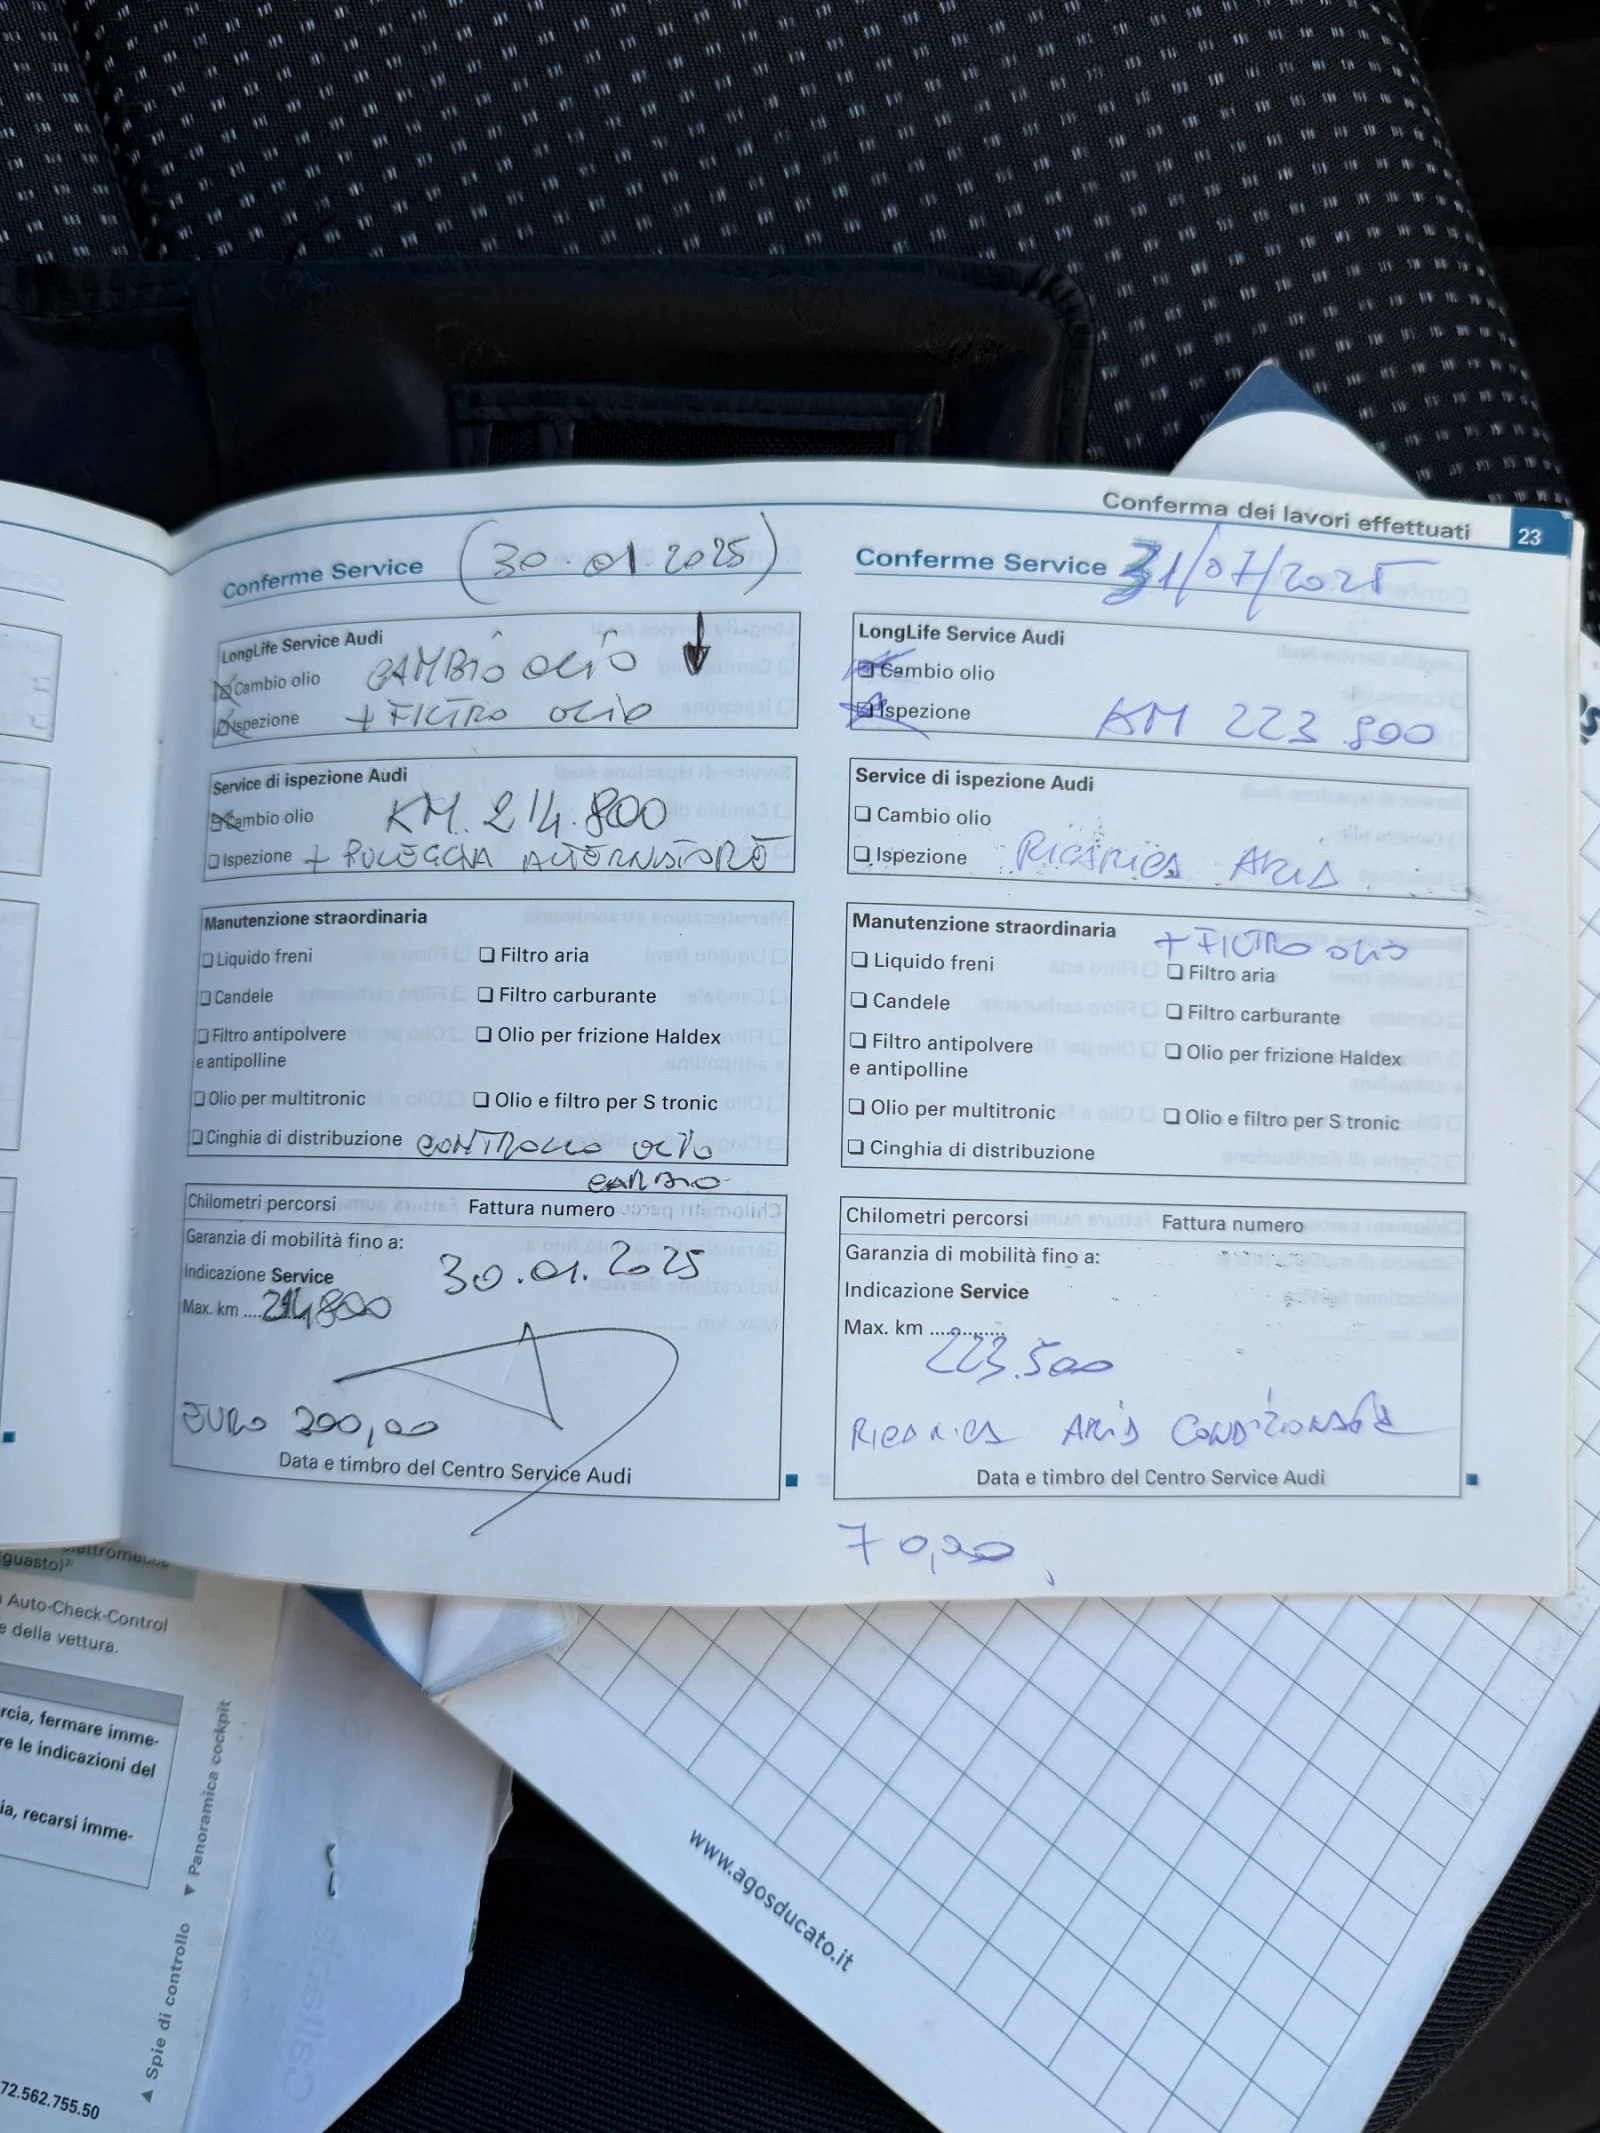 Conferma dei lavori effettuati 23
Conferme Service (30.01.2025)
LongLife Service Audi
Cambio olio CAMBIO OLIO
Ispezione + FILTRO OLIO
Service di ispezione Audi
Cambio olio KM. 214.800
Ispezione + PULEGGIA ALTERNATORE
Manutenzione straordinaria
Liquido freni Filtro aria
Candele Filtro carburante
Filtro antipolvere Olio per frizione Haldex
e antipolline
Olio per multitronic Olio e filtro per S tronic
Cinghia di distribuzione CONTROLLO OLIO
CAMBIO
Chilometri percorsi Fattura numero
Garanzia di mobilità fino a:
30.01.2025
Indicazione Service
Max. km .... 214,800
EURO 200,00
Data e timbro del Centro Service Audi
Conferme Service 31/07/2025
LongLife Service Audi
Cambio olio
Ispezione KM 223.800
Service di ispezione Audi
Cambio olio
Ispezione RICARICA ARIA
Manutenzione straordinaria + FILTRO OLIO
Liquido freni Filtro aria
Candele Filtro carburante
Filtro antipolvere Olio per frizione Haldex
e antipolline
Olio per multitronic Olio e filtro per S tronic
Cinghia di distribuzione
Chilometri percorsi Fattura numero
Garanzia di mobilità fino a:
Indicazione Service
Max. km ..............
223.500
RICARICA ARIA CONDIZIONATA
Data e timbro del Centro Service Audi
70,00
guasto)²⁾
Auto-Check-Control
e della vettura.
rcia, fermare imme-
re le indicazioni del
ia, recarsi imme-
▲ Spie di controllo ▼ Panoramica cockpit
72.562.755.50
www.agosducato.it